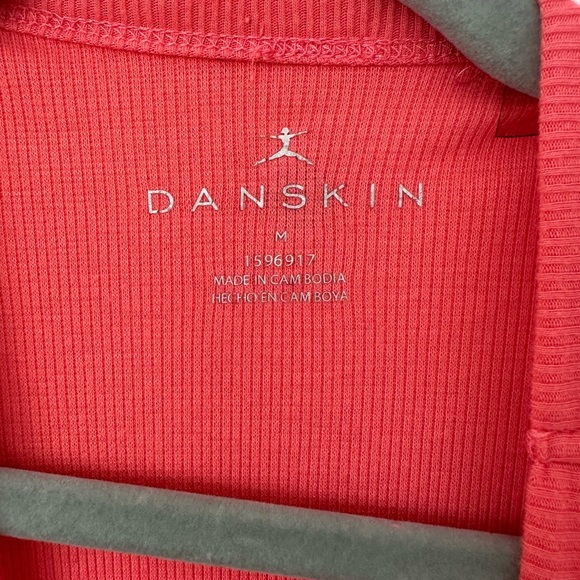 DANSKIN
M
1596917
MADE IN CAMBODIA
HECHO EN CAMBOYA